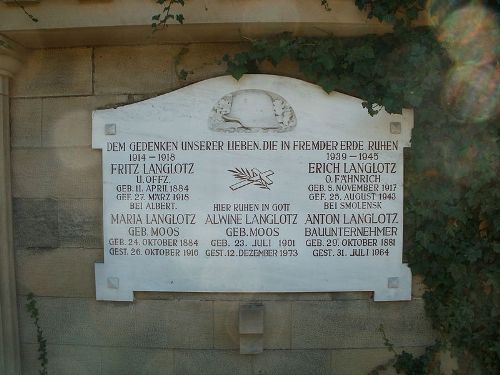 DEM GEDENKEN UNSERER LIEBEN, DIE IN FREMDER ERDE RUHEN
1914 – 1918 1939 – 1945
FRITZ LANGLOTZ ERICH LANGLOTZ
U. OFFZ. O. FÄHNRICH
GEB. 11. APRIL 1884 GEB. 8. NOVEMBER 1917
GEF. 27. MÄRZ 1918 GEF. 25. AUGUST 1943
BEI ALBERT. BEI SMOLENSK
HIER RUHEN IN GOTT
MARIA LANGLOTZ ALWINE LANGLOTZ ANTON LANGLOTZ
GEB. MOOS GEB. MOOS BAUUNTERNEHMER
GEB. 24. OKTOBER 1884 GEB. 23. JULI 1901 GEB. 29. OKTOBER 1881
GEST. 26. OKTOBER 1916 GEST. 12. DEZEMBER 1973 GEST. 31. JULI 1964